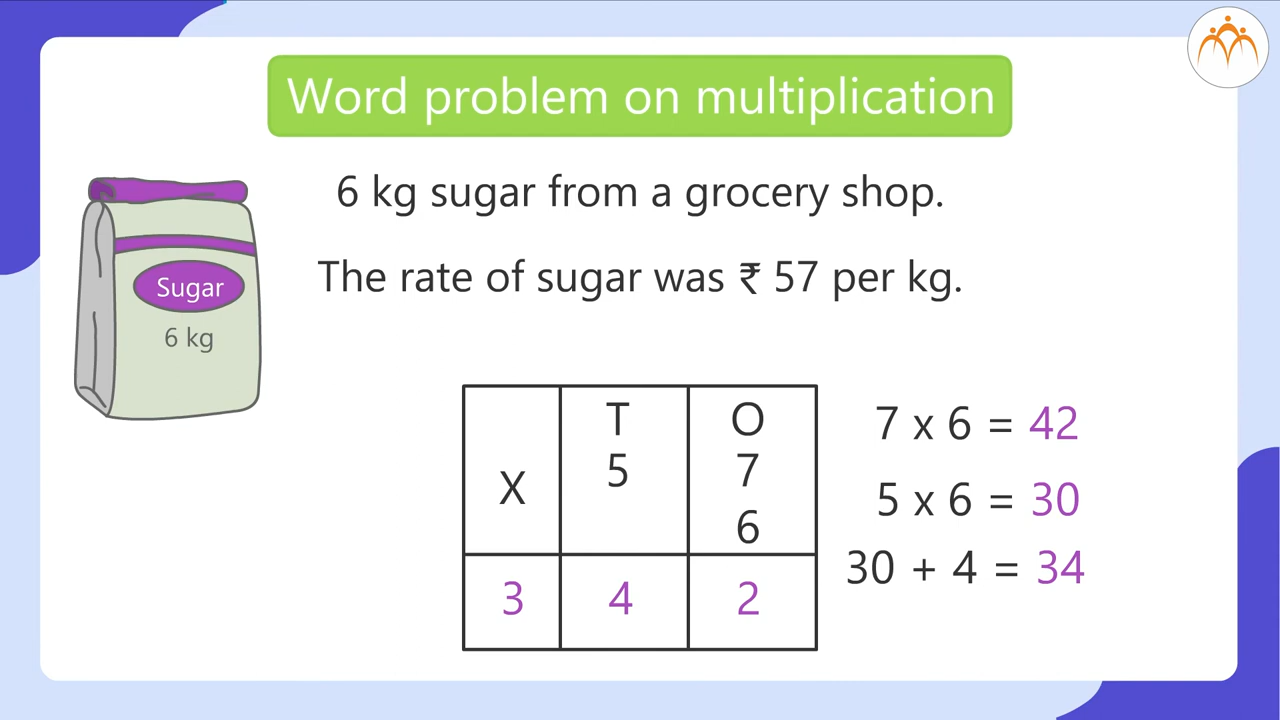 Word problem on multiplication
6 kg sugar from a grocery shop.
The rate of sugar was ₹ 57 per kg.
Sugar
6 kg
T O
5 7
X
6
3 4 2
7 x 6 = 42
5 x 6 = 30
30 + 4 = 34